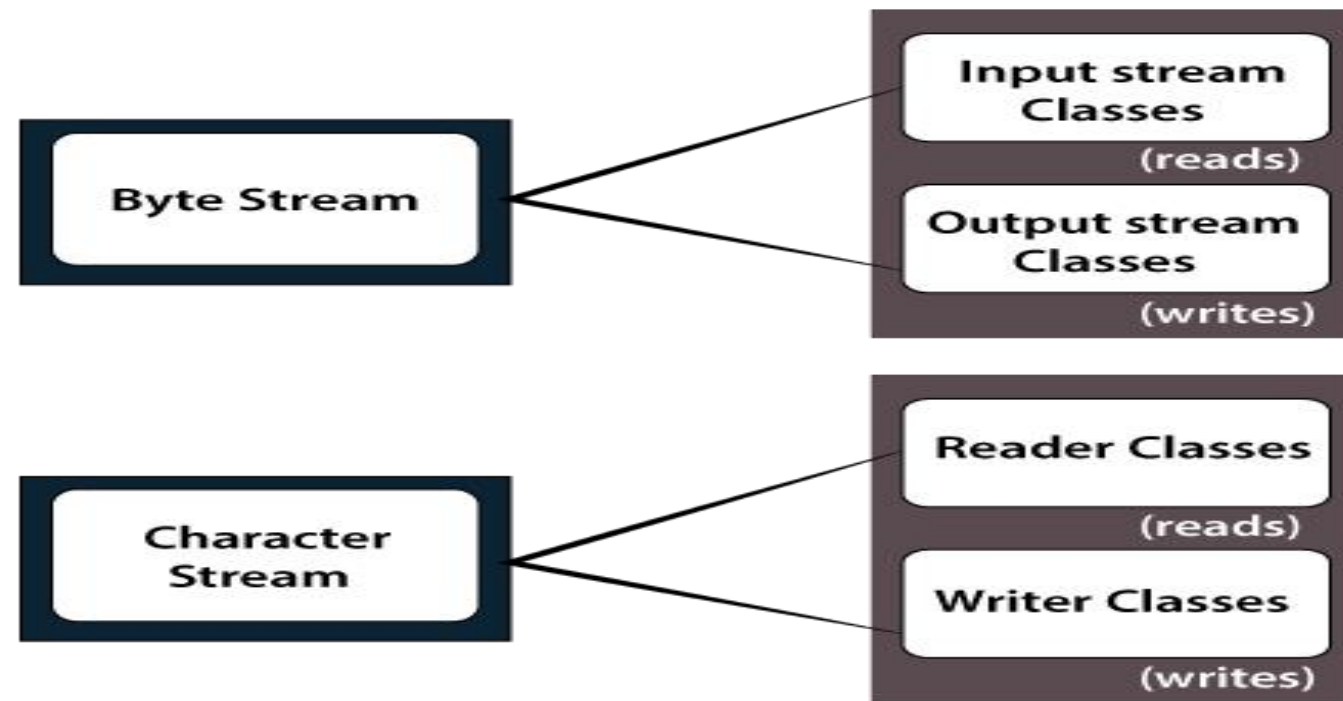 Byte Stream
Input stream
Classes
(reads)
Output stream
Classes
(writes)
Character
Stream
Reader Classes
(reads)
Writer Classes
(writes)